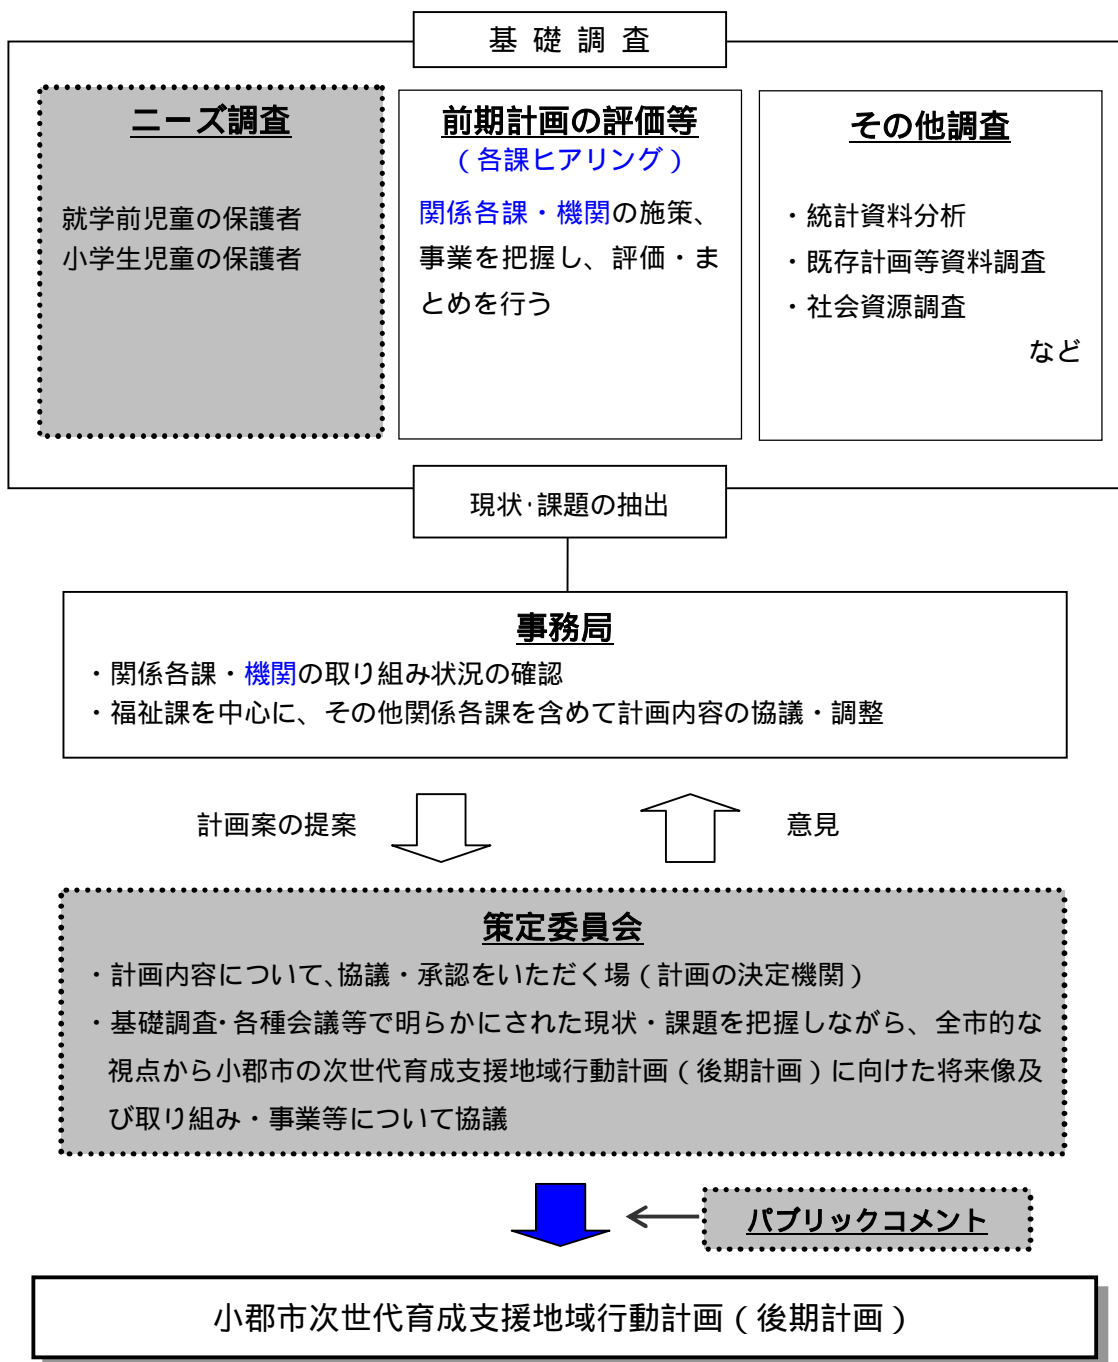 基 礎 調 査
ニーズ調査
就学前児童の保護者
小学生児童の保護者
前期計画の評価等
（各課ヒアリング）
関係各課・機関の施策、
事業を把握し、評価・ま
とめを行う
その他調査
・統計資料分析
・既存計画等資料調査
・社会資源調査
など
現状･課題の抽出
事務局
・関係各課・機関の取り組み状況の確認
・福祉課を中心に、その他関係各課を含めて計画内容の協議・調整
計画案の提案
意見
策定委員会
・計画内容について、協議・承認をいただく場（計画の決定機関）
・基礎調査･各種会議等で明らかにされた現状・課題を把握しながら、全市的な
視点から小郡市の次世代育成支援地域行動計画（後期計画）に向けた将来像及
び取り組み・事業等について協議
パブリックコメント
小郡市次世代育成支援地域行動計画（後期計画）